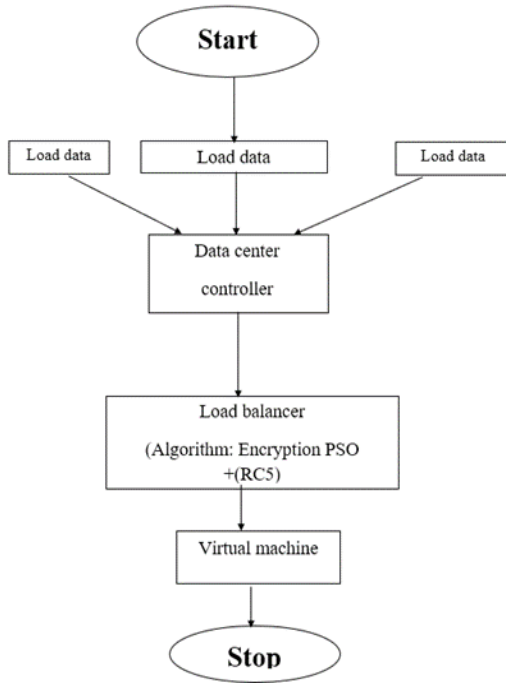 Start
Load data
Load data
Load data
Data center
controller
Load balancer
(Algorithm: Encryption PSO
+(RC5)
Virtual machine
Stop